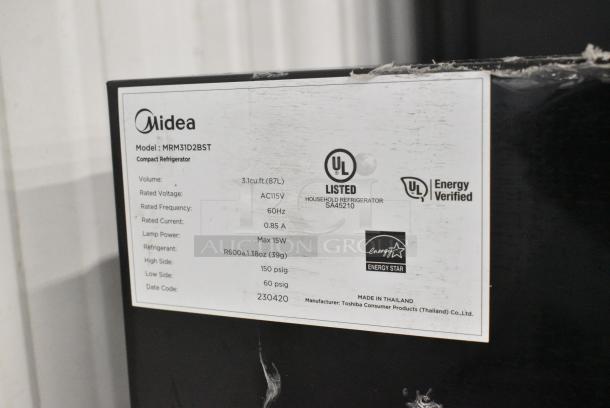 Midea
Model : MRM31D2BST
Compact Refrigerator
Volume: 3.1cu.ft.(87L)
Rated Voltage: AC115V
Rated Frequency: 60Hz
Rated Current: 0.85 A
Lamp Power: Max 15W
Refrigerant: R600a,1.38oz (39g)
High Side: 150 psig
Low Side: 60 psig
Date Code: 230420
UL
LISTED
HOUSEHOLD REFRIGERATOR
SA45210
UL Energy
Verified
energy
ENERGY STAR
MADE IN THAILAND
Manufacturer: Toshiba Consumer Products (Thailand) Co.,Ltd.
AUCTION GROUP